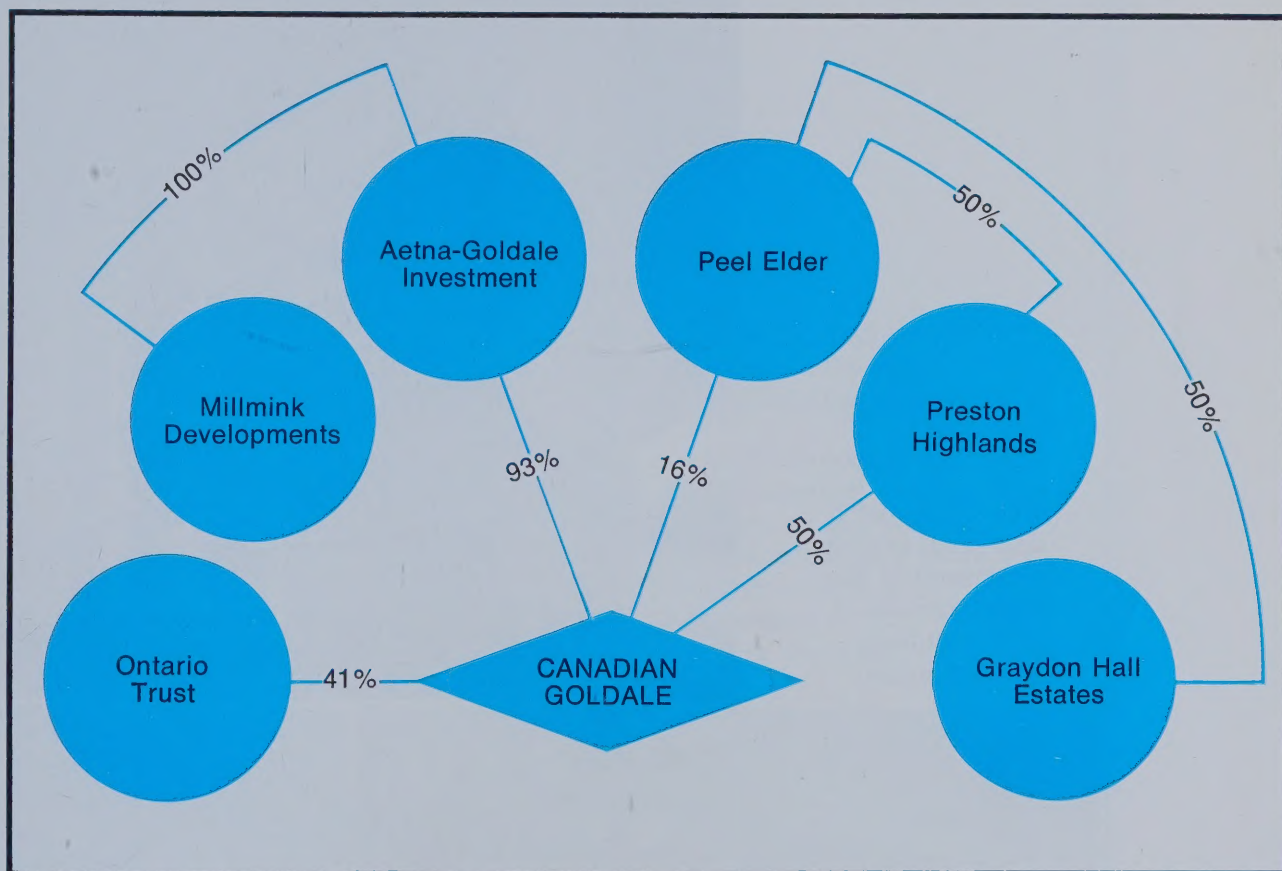 100%
Aetna-Goldale
Investment
Peel Elder
50%
50%
Millmink
Developments
Preston
Highlands
93%
16%
50%
Ontario
Trust
41%
CANADIAN
GOLDALE
Graydon Hall
Estates